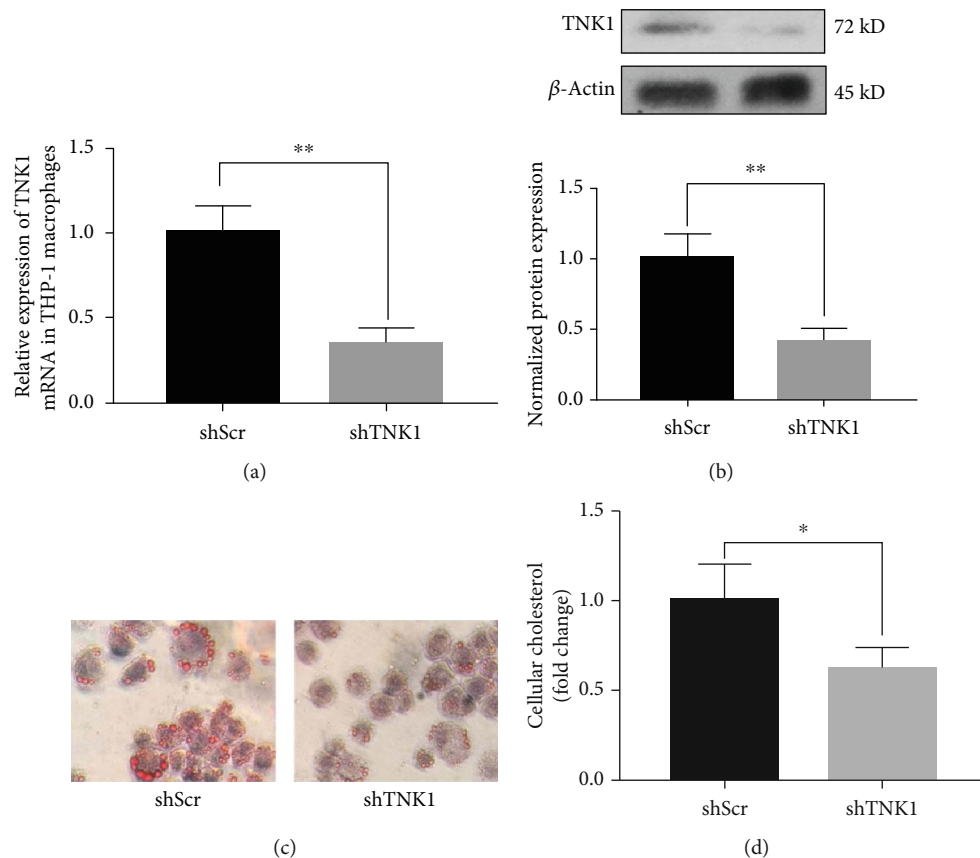 Relative expression of TNK1
mRNA in THP-1 macrophages
1.5
1.0
0.5
0.0
**
shScr
shTNK1
(a)
TNK1
72 kD
β-Actin
45 kD
Normalized protein expression
1.5
1.0
0.5
0.0
**
shScr
shTNK1
(b)
shScr
shTNK1
(c)
Cellular cholesterol
(fold change)
1.5
1.0
0.5
0.0
*
shScr
shTNK1
(d)